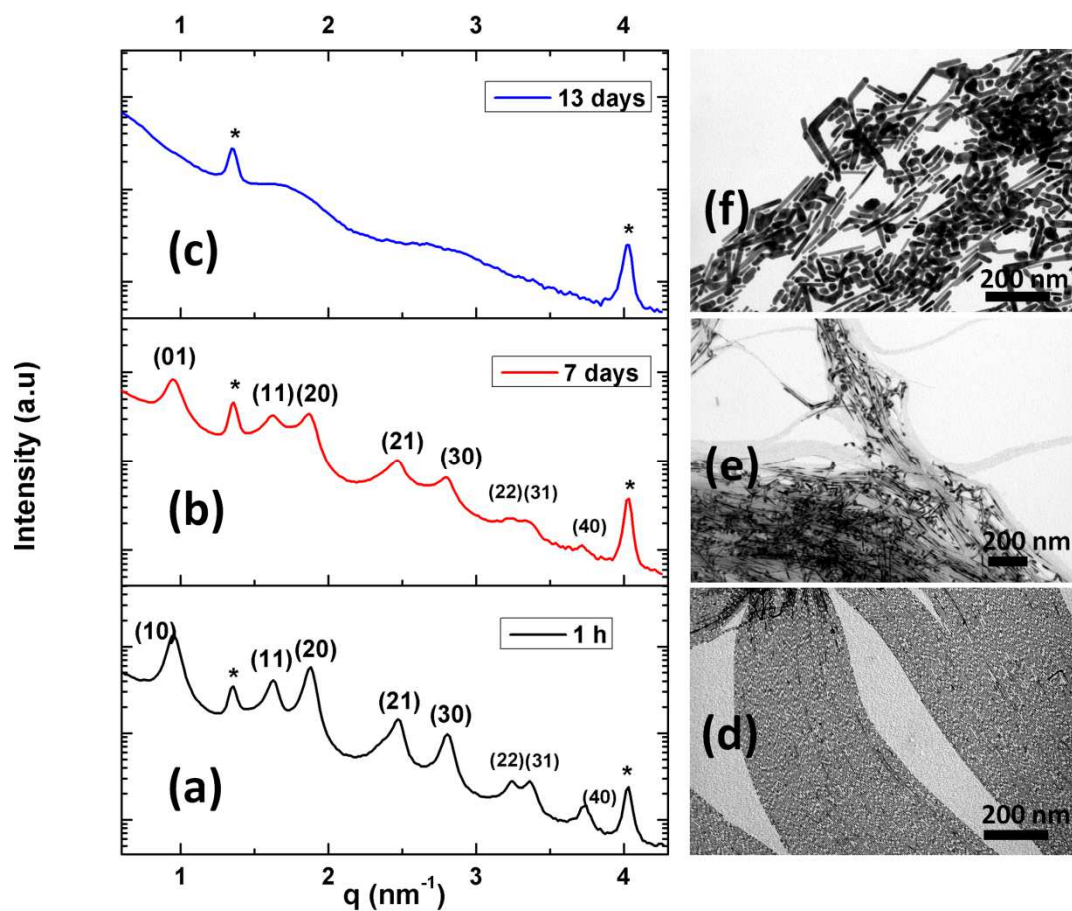 1 2 3 4
13 days
*
*
(c)
(01)
*
(11) (20)
7 days
(21)
(30)
(22)(31)
(40)
*
(b)
(10)
*
(11)
(20)
1 h
(21)
(30)
(22)(31)
(40)
*
(a)
1 2 3 4
q (nm⁻¹)
Intensity (a.u)
(f)
200 nm
(e)
200 nm
(d)
200 nm